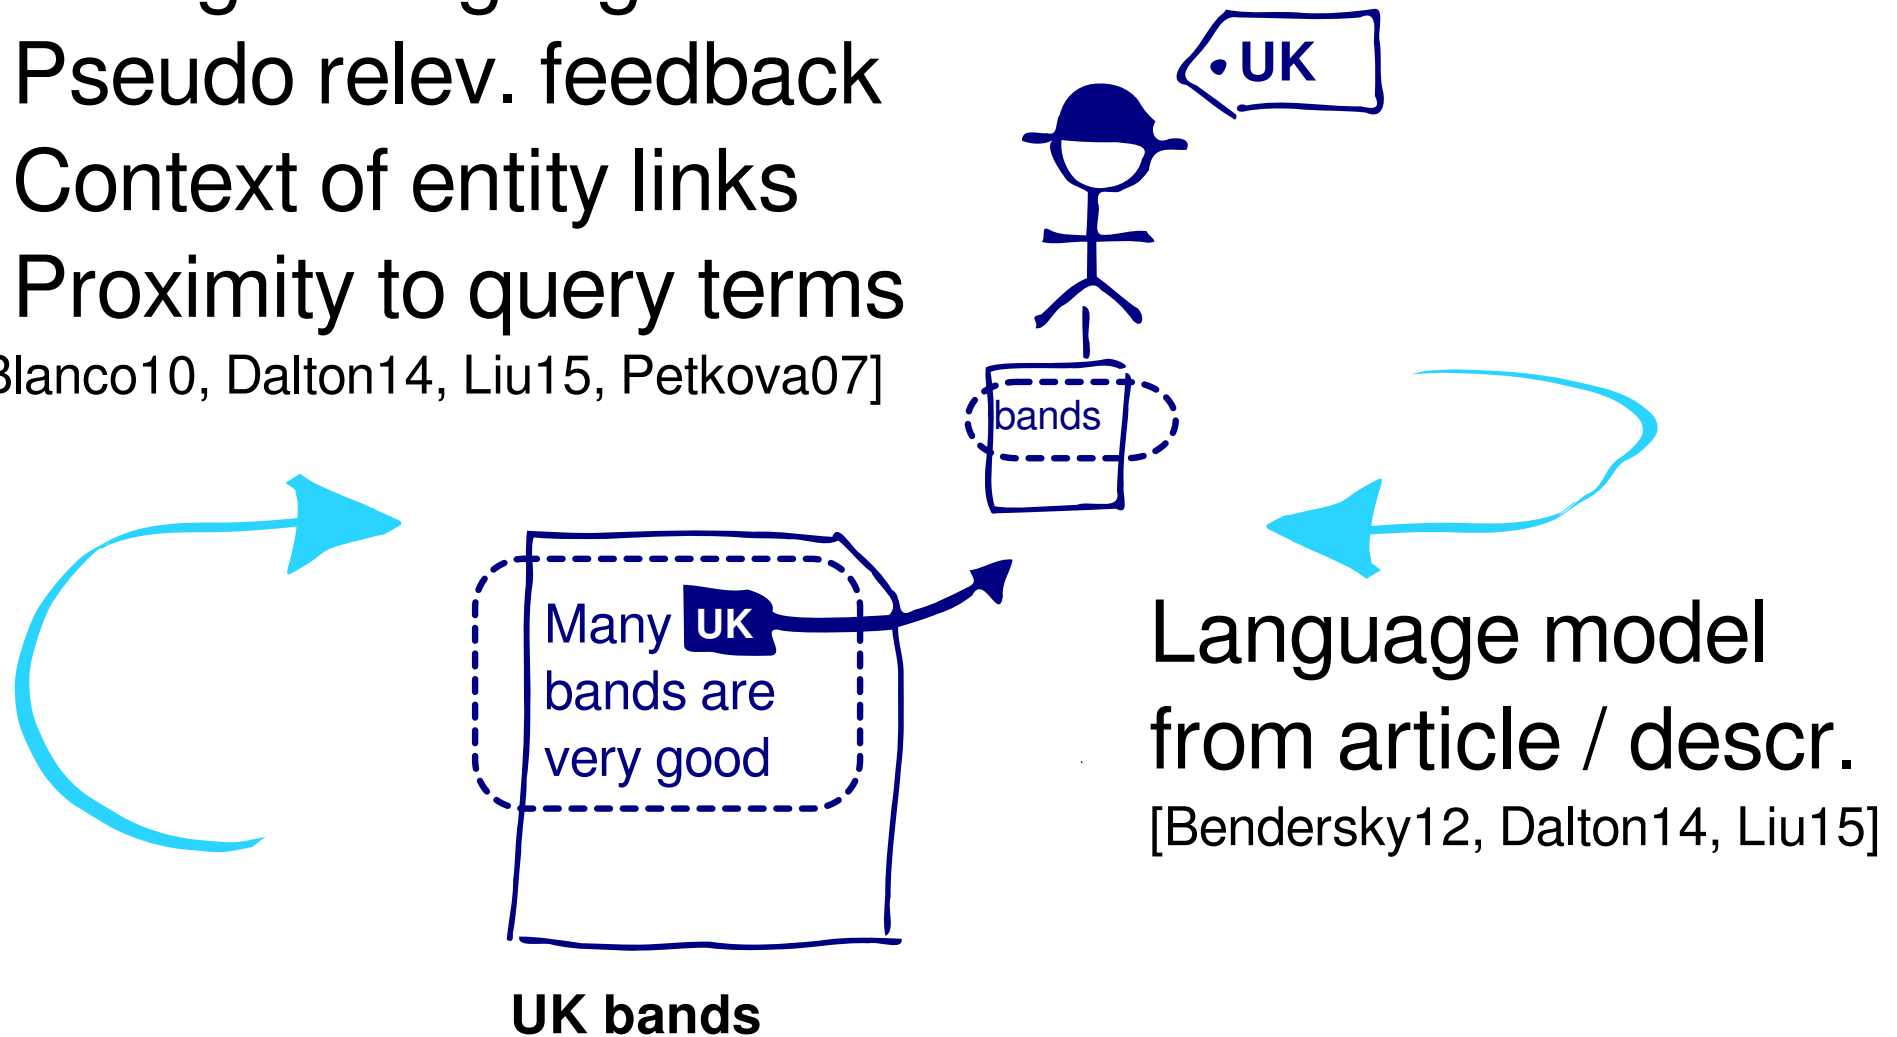 Pseudo relev. feedback
Context of entity links
Proximity to query terms
Blanco10, Dalton14, Liu15, Petkova07]
UK
bands
Many UK
bands are
very good
Language model
from article / descr.
[Bendersky12, Dalton14, Liu15]
UK bands